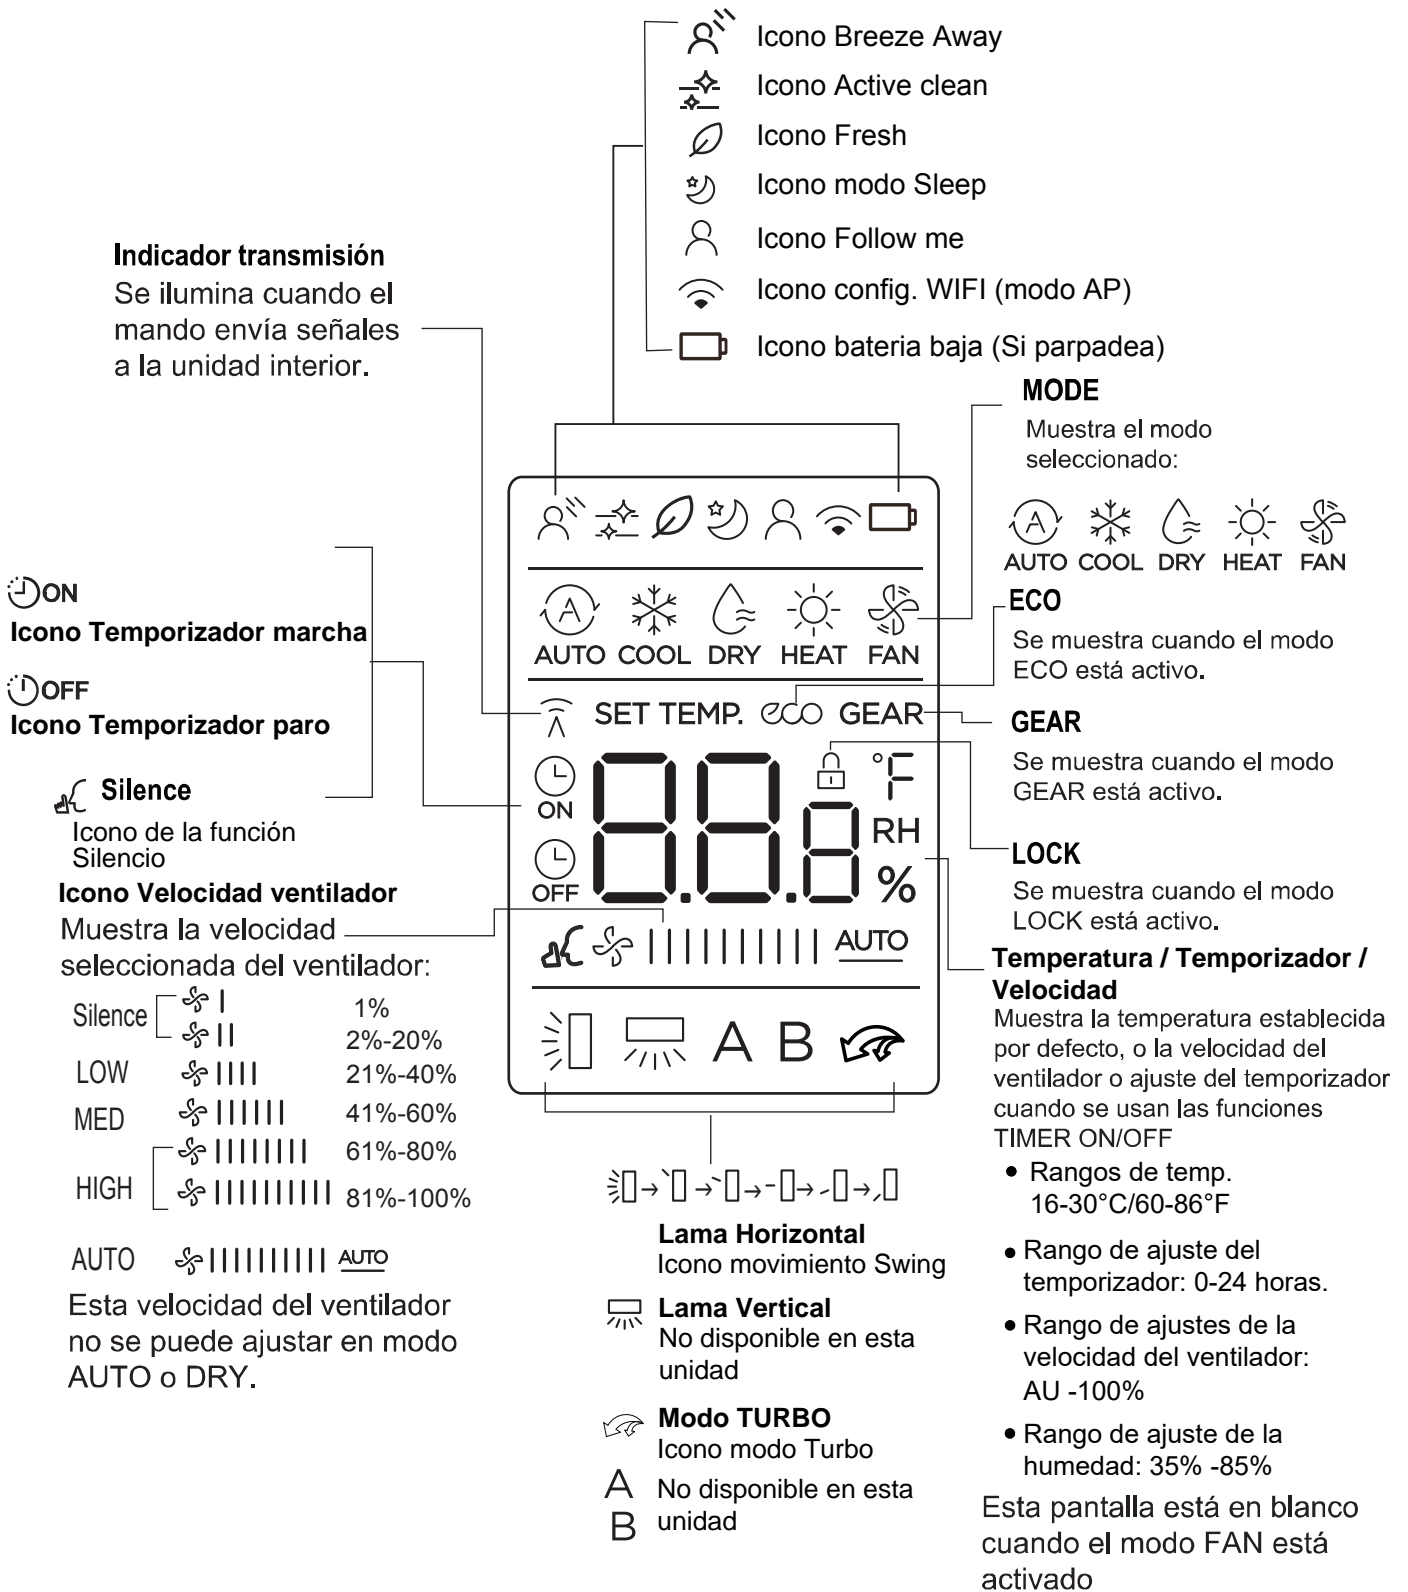 Icono Breeze Away
Icono Active clean
Icono Fresh
Icono modo Sleep
Icono Follow me
Icono config. WIFI (modo AP)
Icono bateria baja (Si parpadea)
Indicador transmisión
Se ilumina cuando el
mando envía señales
a la unidad interior.
ON
Icono Temporizador marcha
OFF
Icono Temporizador paro
Silence
Icono de la función
Silencio
Icono Velocidad ventilador
Muestra la velocidad
seleccionada del ventilador:
Silence
1%
2%-20%
LOW 21%-40%
MED 41%-60%
HIGH
61%-80%
81%-100%
AUTO AUTO
Esta velocidad del ventilador
no se puede ajustar en modo
AUTO o DRY.
AUTO COOL DRY HEAT FAN
SET TEMP. eco GEAR
ON
OFF
88.8
°F
RH
%
AUTO
A B
Lama Horizontal
Icono movimiento Swing
Lama Vertical
No disponible en esta
unidad
Modo TURBO
Icono modo Turbo
A
B
No disponible en esta
unidad
MODE
Muestra el modo
seleccionado:
AUTO COOL DRY HEAT FAN
ECO
Se muestra cuando el modo
ECO está activo.
GEAR
Se muestra cuando el modo
GEAR está activo.
LOCK
Se muestra cuando el modo
LOCK está activo.
Temperatura / Temporizador /
Velocidad
Muestra la temperatura establecida
por defecto, o la velocidad del
ventilador o ajuste del temporizador
cuando se usan las funciones
TIMER ON/OFF
• Rangos de temp.
16-30°C/60-86°F
• Rango de ajuste del
temporizador: 0-24 horas.
• Rango de ajustes de la
velocidad del ventilador:
AU -100%
• Rango de ajuste de la
humedad: 35% -85%
Esta pantalla está en blanco
cuando el modo FAN está
activado